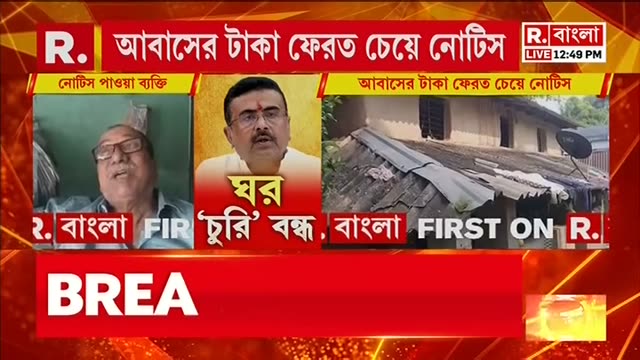 R.
আবাসের টাকা ফেরত চেয়ে নোটিস
R. বাংলা
LIVE 12:49 PM
নোটিস পাওয়া ব্যক্তি
আবাসের টাকা ফেরত চেয়ে নোটিস
ঘর
‘চুরি’ বন্ধ
R. বাংলা FIR
R. বাংলা FIRST ON R.
BREA